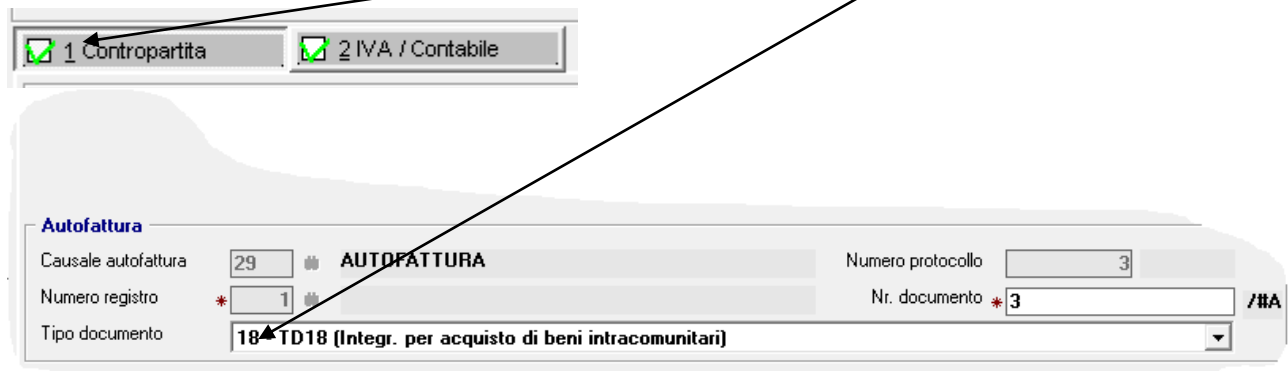 1 Contropartita 2 IVA / Contabile
Autofattura
Causale autofattura 29 AUTOFATTURA Numero protocollo 3
Numero registro * 1 Nr. documento * 3 /#A
Tipo documento 18 - TD18 (Integr. per acquisto di beni intracomunitari)